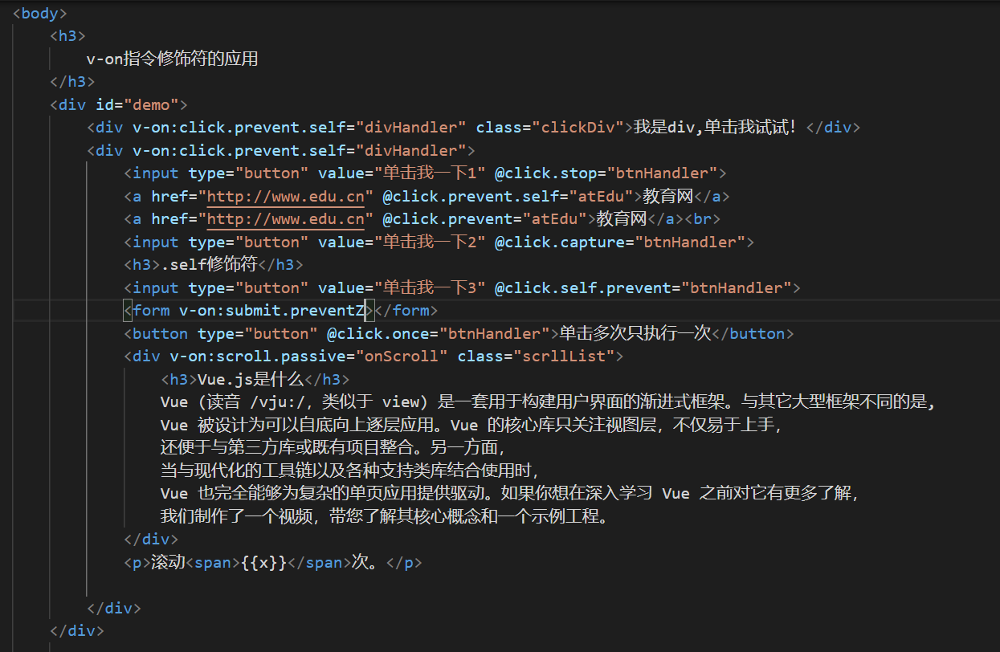 <body>
<h3>
v-on指令修饰符的应用
</h3>
<div id="demo">
<div v-on:click.prevent.self="divHandler" class="clickDiv">我是div,单击我试试！</div>
<div v-on:click.prevent.self="divHandler">
<input type="button" value="单击我一下1" @click.stop="btnHandler">
<a href="http://www.edu.cn" @click.prevent.self="atEdu">教育网</a>
<a href="http://www.edu.cn" @click.prevent="atEdu">教育网</a><br>
<input type="button" value="单击我一下2" @click.capture="btnHandler">
<h3>.self修饰符</h3>
<input type="button" value="单击我一下3" @click.self.prevent="btnHandler">
<form v-on:submit.preventZ></form>
<button type="button" @click.once="btnHandler">单击多次只执行一次</button>
<div v-on:scroll.passive="onScroll" class="scrllList">
<h3>Vue.js是什么</h3>
Vue (读音 /vjuː/，类似于 view) 是一套用于构建用户界面的渐进式框架。与其它大型框架不同的是，
Vue 被设计为可以自底向上逐层应用。Vue 的核心库只关注视图层，不仅易于上手，
还便于与第三方库或既有项目整合。另一方面，
当与现代化的工具链以及各种支持类库结合使用时，
Vue 也完全能够为复杂的单页应用提供驱动。如果你想在深入学习 Vue 之前对它有更多了解，
我们制作了一个视频，带您了解其核心概念和一个示例工程。
</div>
<p>滚动<span>{{x}}</span>次。</p>
</div>
</div>